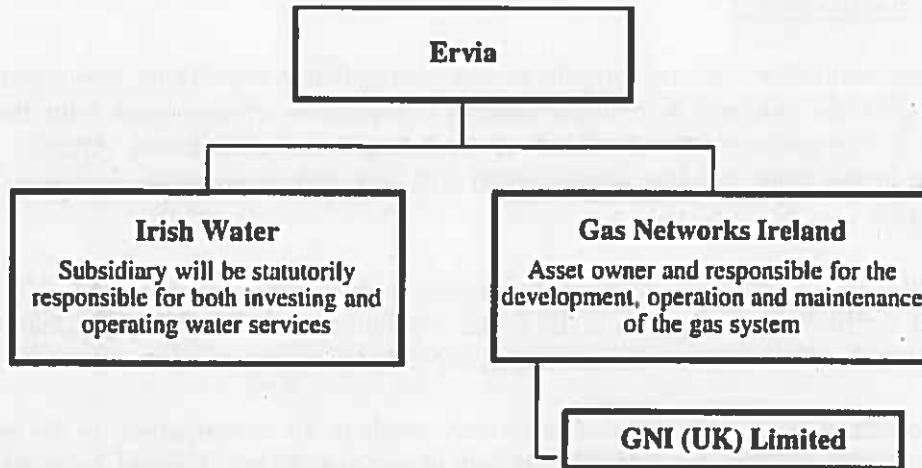 Ervia
Irish Water
Subsidiary will be statutorily
responsible for both investing and
operating water services
Gas Networks Ireland
Asset owner and responsible for the
development, operation and maintenance
of the gas system
GNI (UK) Limited